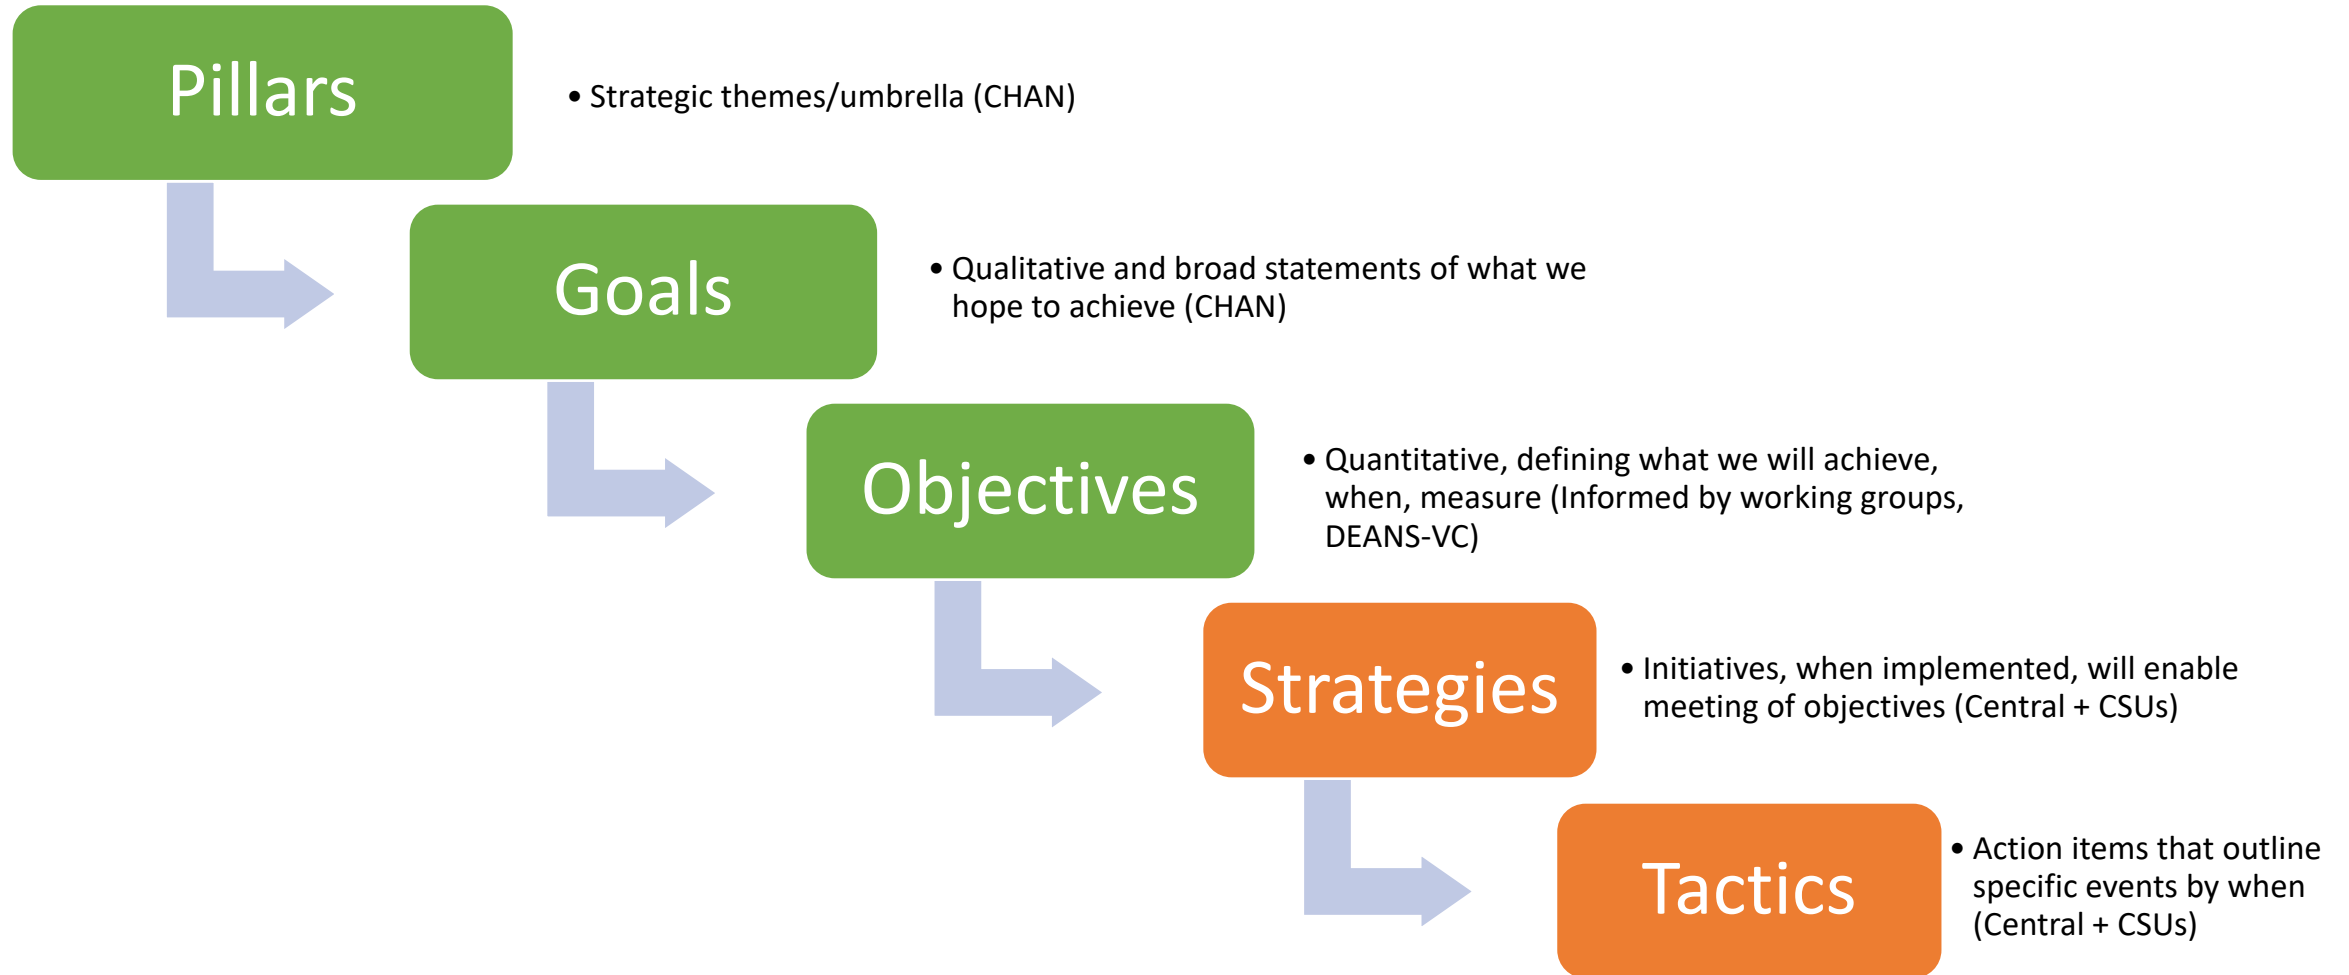 Pillars
• Strategic themes/umbrella (CHAN)
Goals
• Qualitative and broad statements of what we
hope to achieve (CHAN)
Objectives
• Quantitative, defining what we will achieve,
when, measure (Informed by working groups,
DEANS-VC)
Strategies
• Initiatives, when implemented, will enable
meeting of objectives (Central + CSUs)
Tactics
• Action items that outline
specific events by when
(Central + CSUs)